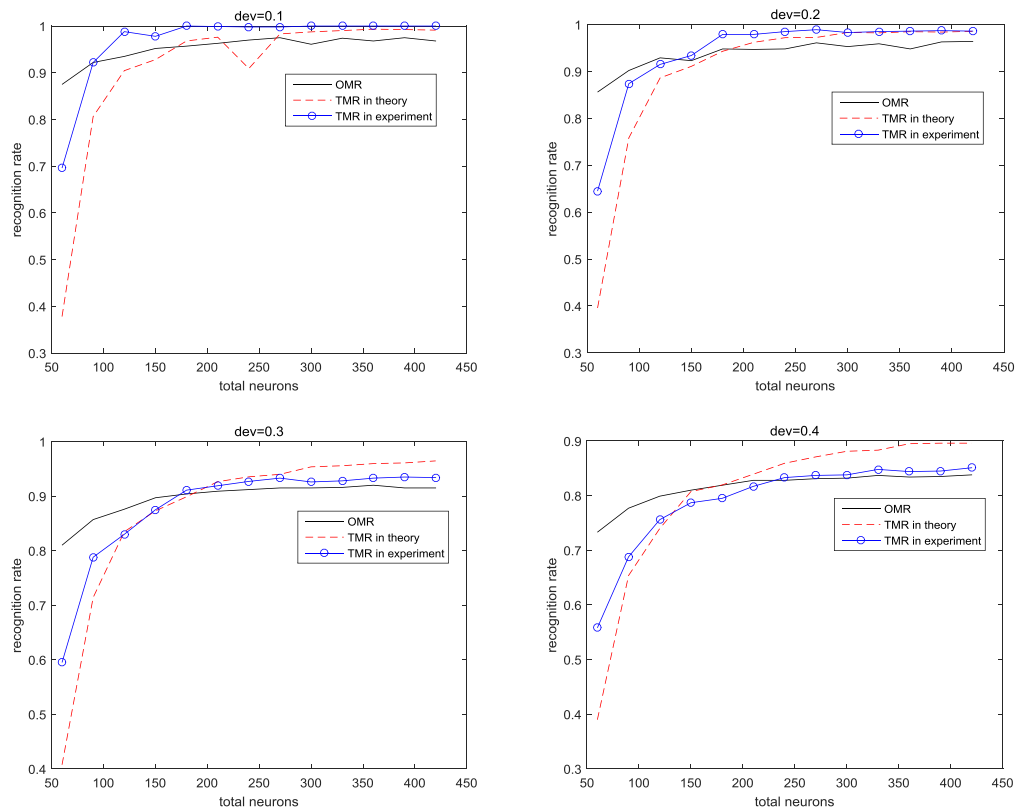 dev=0.1
1
0.9
0.8
0.7
0.6
0.5
0.4
0.3
recognition rate
OMR
TMR in theory
TMR in experiment
50 100 150 200 250 300 350 400 450
total neurons
dev=0.2
1
0.9
0.8
0.7
0.6
0.5
0.4
0.3
recognition rate
OMR
TMR in theory
TMR in experiment
50 100 150 200 250 300 350 400 450
total neurons
dev=0.3
1
0.9
0.8
0.7
0.6
0.5
0.4
recognition rate
OMR
TMR in theory
TMR in experiment
50 100 150 200 250 300 350 400 450
total neurons
dev=0.4
0.9
0.8
0.7
0.6
0.5
0.4
0.3
recognition rate
OMR
TMR in theory
TMR in experiment
50 100 150 200 250 300 350 400 450
total neurons